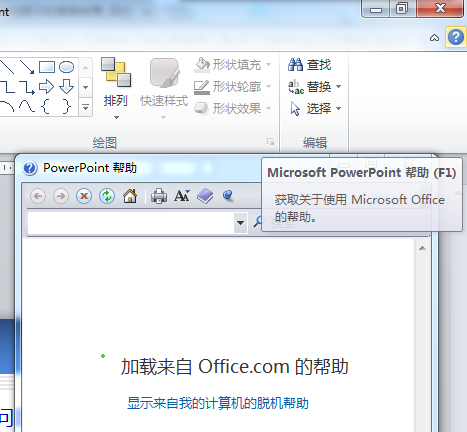 nt
形状填充
形状轮廓
形状效果
排列
快速样式
绘图
查找
替换
选择
编辑
PowerPoint 帮助
Microsoft PowerPoint 帮助 (F1)
获取关于使用 Microsoft Office
的帮助。
加载来自 Office.com 的帮助
显示来自我的计算机的脱机帮助
问